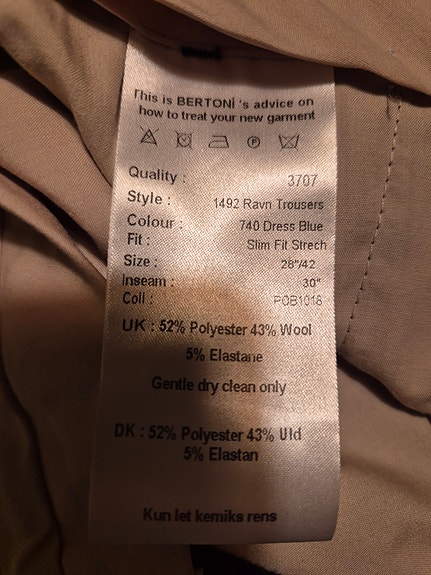 This is BERTONİ 's advice on
how to treat your new garment
Quality : 3707
Style : 1492 Ravn Trousers
Colour : 740 Dress Blue
Fit : Slim Fit Strech
Size : 28"/42
Inseam : 30"
Coll : POB1018
UK : 52% Polyester 43% Wool
5% Elastane
Gentle dry clean only
DK : 52% Polyester 43% Uld
5% Elastan
Kun let kemiks rens